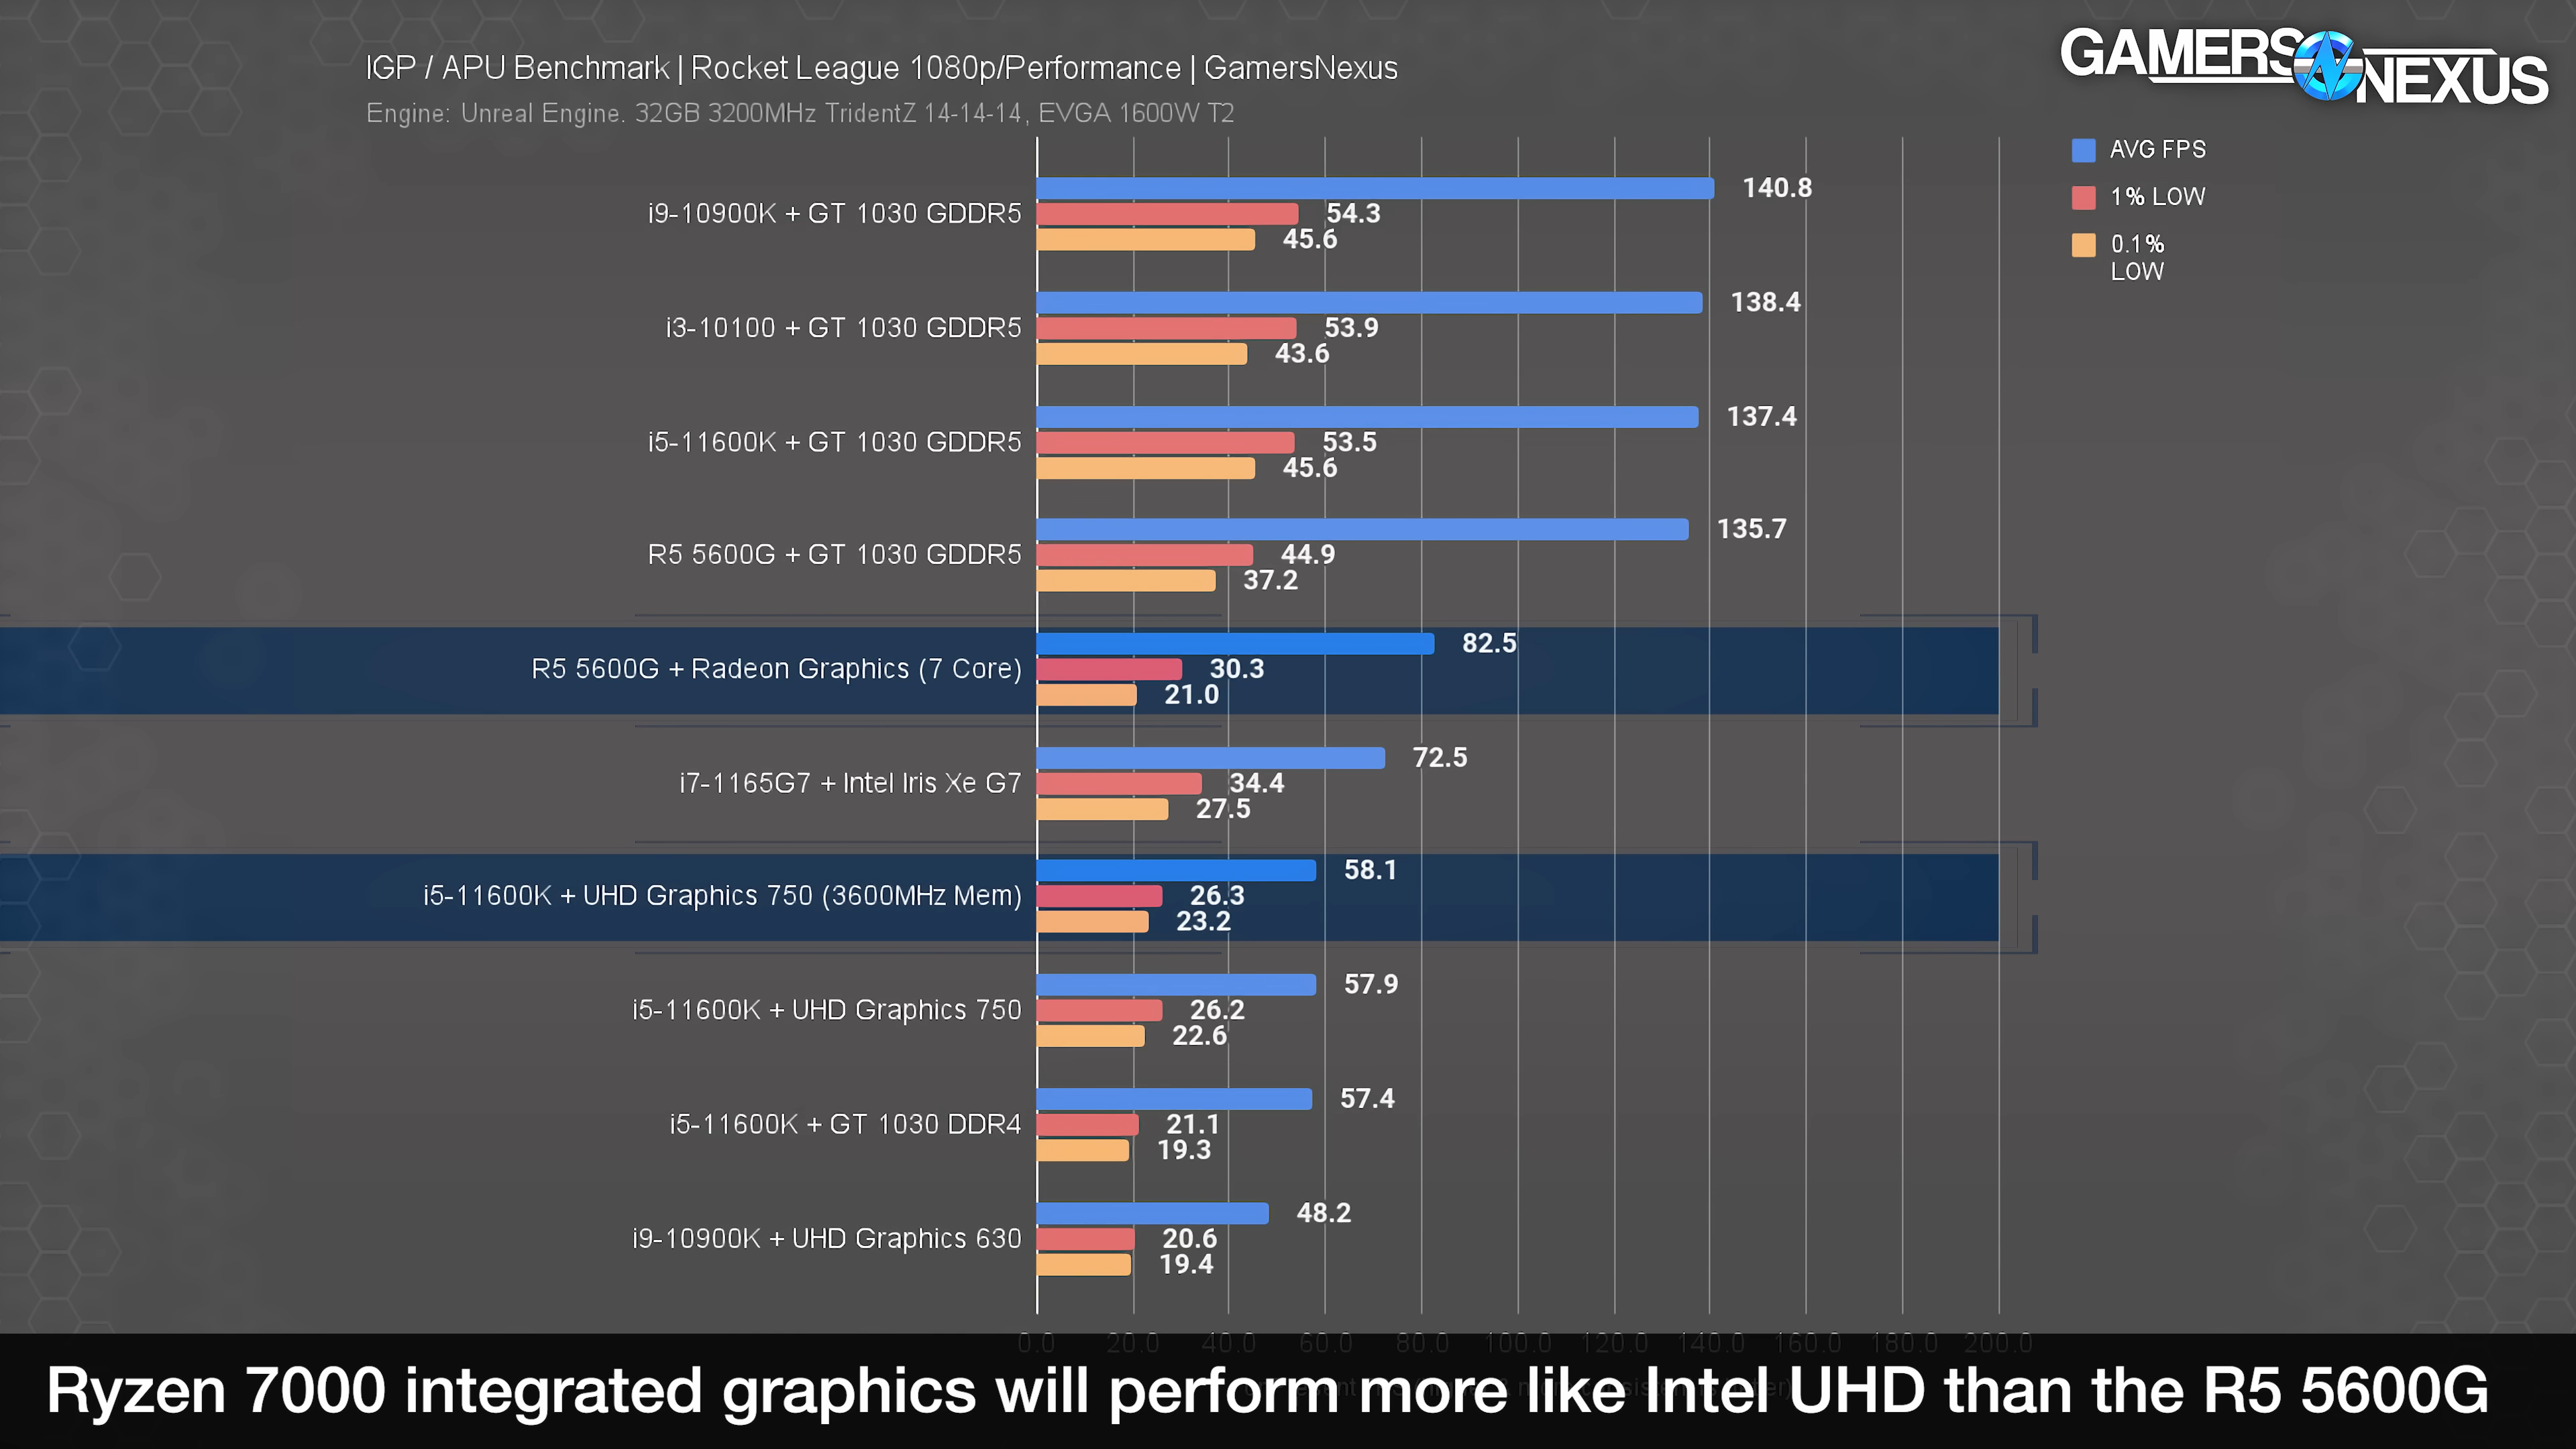 GAMERS NEXUS
IGP / APU Benchmark | Rocket League 1080p/Performance | GamersNexus
Engine: Unreal Engine. 32GB 3200MHz TridentZ 14-14-14, EVGA 1600W T2
AVG FPS
1% LOW
0.1%
LOW
i9-10900K + GT 1030 GDDR5
140.8
54.3
45.6
i3-10100 + GT 1030 GDDR5
138.4
53.9
43.6
i5-11600K + GT 1030 GDDR5
137.4
53.5
45.6
R5 5600G + GT 1030 GDDR5
135.7
44.9
37.2
R5 5600G + Radeon Graphics (7 Core)
82.5
30.3
21.0
i7-1165G7 + Intel Iris Xe G7
72.5
34.4
27.5
i5-11600K + UHD Graphics 750 (3600MHz Mem)
58.1
26.3
23.2
i5-11600K + UHD Graphics 750
57.9
26.2
22.6
i5-11600K + GT 1030 DDR4
57.4
21.1
19.3
i9-10900K + UHD Graphics 630
48.2
20.6
19.4
0.0 20.0 40.0 60.0 80.0 100.0 120.0 140.0 160.0 180.0 200.0
Ryzen 7000 integrated graphics will perform more like Intel UHD than the R5 5600G